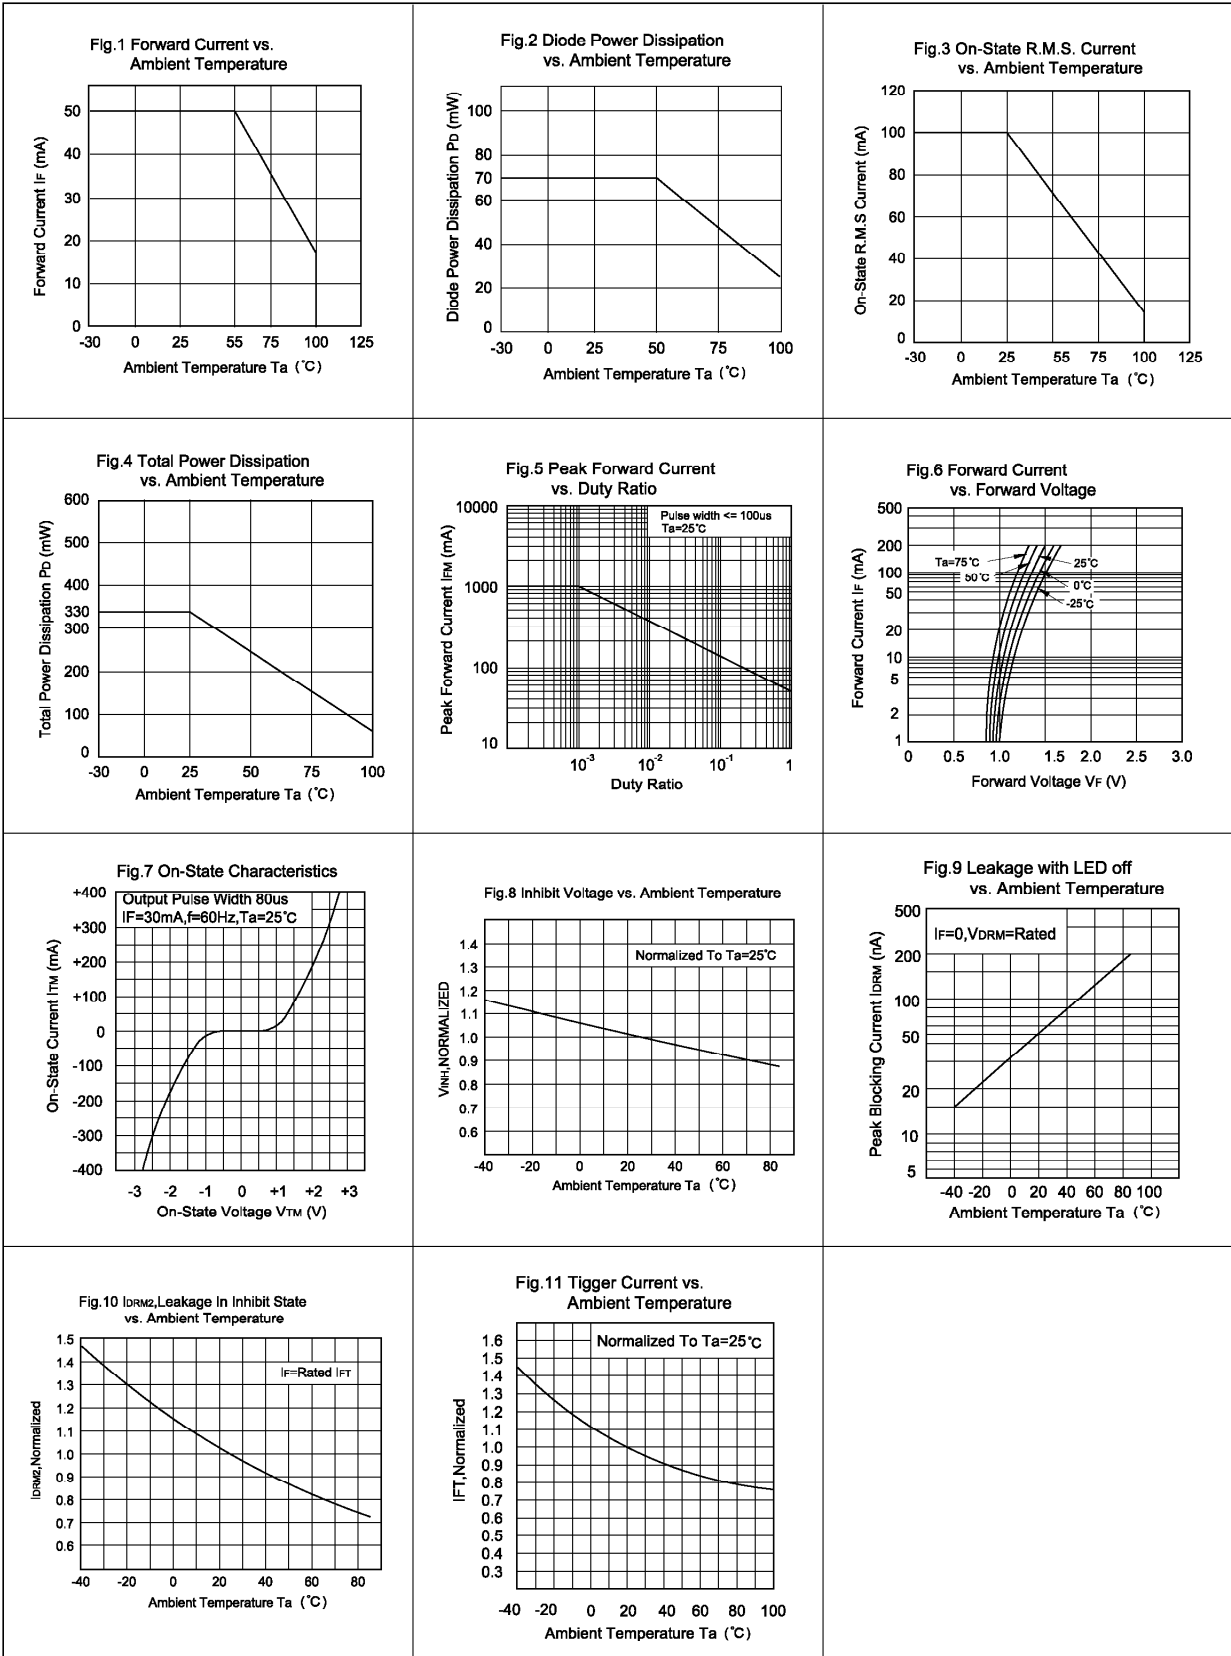 Fig.1 Forward Current vs.
Ambient Temperature
Forward Current IF (mA)
50
40
30
20
10
0
-30 0 25 55 75 100 125
Ambient Temperature Ta (℃)
Fig.2 Diode Power Dissipation
vs. Ambient Temperature
Diode Power Dissipation PD (mW)
100
80
70
60
40
20
0
-30 0 25 50 75 100
Ambient Temperature Ta (℃)
Fig.3 On-State R.M.S. Current
vs. Ambient Temperature
On-State R.M.S Current (mA)
120
100
80
60
40
20
0
-30 0 25 55 75 100 125
Ambient Temperature Ta (℃)
Fig.4 Total Power Dissipation
vs. Ambient Temperature
Total Power Dissipation PD (mW)
600
500
400
330
300
200
100
0
-30 0 25 50 75 100
Ambient Temperature Ta (℃)
Fig.5 Peak Forward Current
vs. Duty Ratio
Peak Forward Current IFM (mA)
Pulse width <= 100us
Ta=25℃
10000
1000
100
10
10-3 10-2 10-1 1
Duty Ratio
Fig.6 Forward Current
vs. Forward Voltage
Forward Current IF (mA)
500
200
100
50
20
10
5
2
1
Ta=75℃
50℃
25℃
0℃
-25℃
0 0.5 1.0 1.5 2.0 2.5 3.0
Forward Voltage VF (V)
Fig.7 On-State Characteristics
On-State Current ITM (mA)
Output Pulse Width 80us
IF=30mA,f=60Hz,Ta=25℃
+400
+300
+200
+100
0
-100
-200
-300
-400
-3 -2 -1 0 +1 +2 +3
On-State Voltage VTM (V)
Fig.8 Inhibit Voltage vs. Ambient Temperature
VINH,NORMALIZED
Normalized To Ta=25℃
1.4
1.3
1.2
1.1
1.0
0.9
0.8
0.7
0.6
-40 -20 0 20 40 60 80
Ambient Temperature Ta (℃)
Fig.9 Leakage with LED off
vs. Ambient Temperature
Peak Blocking Current IDRM (nA)
IF=0,VDRM=Rated
500
200
100
50
20
10
5
-40 -20 0 20 40 60 80 100
Ambient Temperature Ta (℃)
Fig.10 IDRM2,Leakage In Inhibit State
vs. Ambient Temperature
IDRM2,Normalized
IF=Rated IFT
1.5
1.4
1.3
1.2
1.1
1.0
0.9
0.8
0.7
0.6
-40 -20 0 20 40 60 80
Ambient Temperature Ta (℃)
Fig.11 Tigger Current vs.
Ambient Temperature
IFT,Normalized
Normalized To Ta=25℃
1.6
1.5
1.4
1.3
1.2
1.1
1.0
0.9
0.8
0.7
0.6
0.5
0.4
0.3
-40 -20 0 20 40 60 80 100
Ambient Temperature Ta (℃)